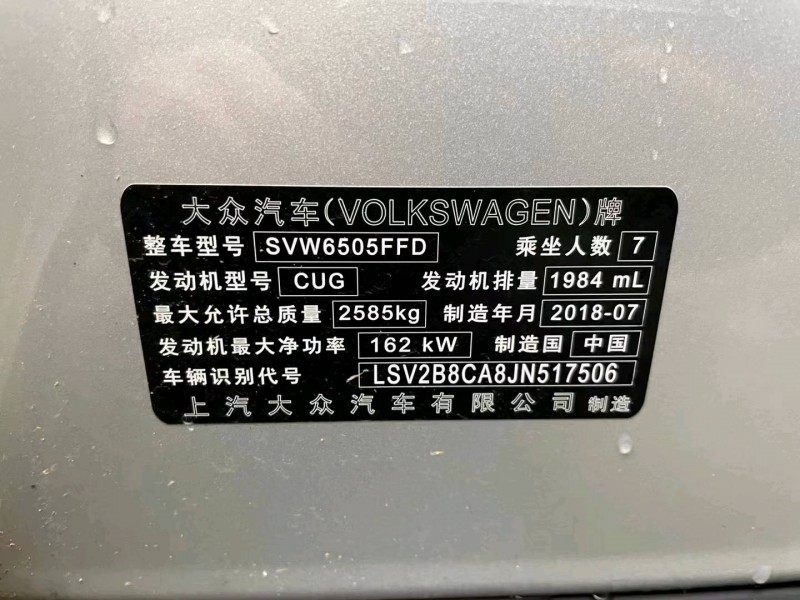 大众汽车(VOLKSWAGEN)牌
整车型号 SVW6505FFD 乘坐人数 7
发动机型号 CUG 发动机排量 1984 mL
最大允许总质量 2585kg 制造年月 2018-07
发动机最大净功率 162 kW 制造国 中国
车辆识别代号 LSV2B8CA8JN517506
上汽大众汽车有限公司 制造